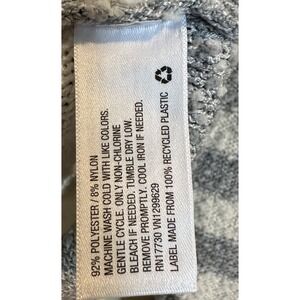 92% POLYESTER / 8% NYLON
MACHINE WASH COLD WITH LIKE COLORS.
GENTLE CYCLE. ONLY NON-CHLORINE
BLEACH IF NEEDED. TUMBLE DRY LOW.
REMOVE PROMPTLY. COOL IRON IF NEEDED.
RN17730 VN1299629
LABEL MADE FROM 100% RECYCLED PLASTIC